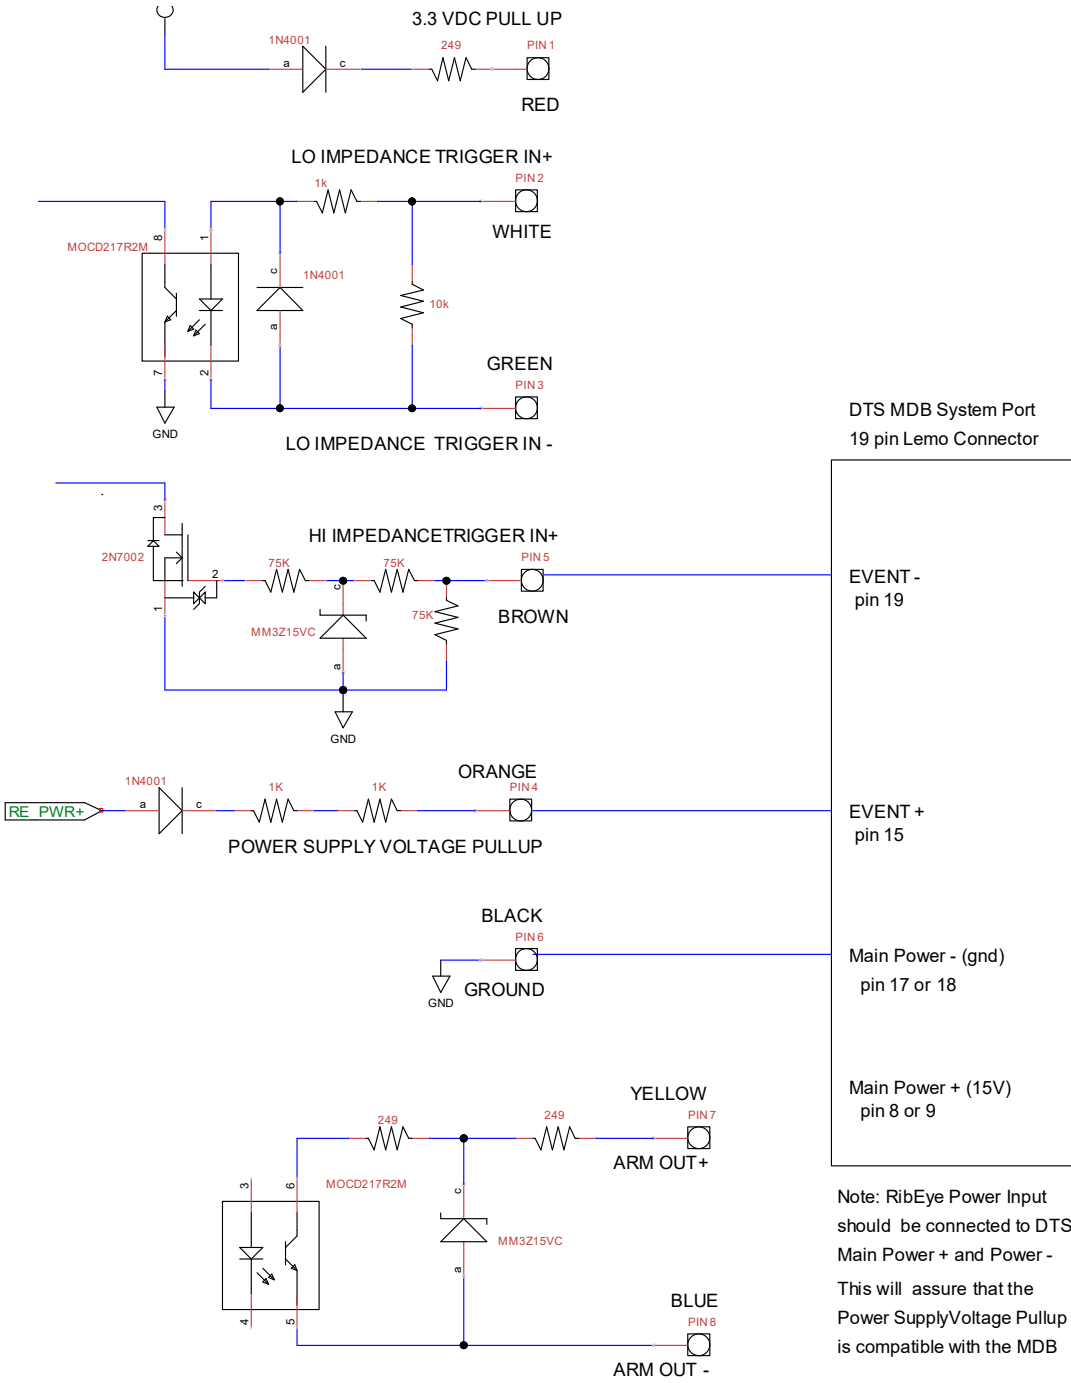 3.3 VDC PULL UP
1N4001
249
PIN 1
a
c
RED
LO IMPEDANCE TRIGGER IN+
1k
PIN 2
WHITE
8
1
MOCD217R2M
c
1N4001
10k
a
7
2
GREEN
PIN 3
GND
LO IMPEDANCE TRIGGER IN -
DTS MDB System Port
19 pin Lemo Connector
3
HI IMPEDANCETRIGGER IN+
2N7002
75K
75K
PIN 5
2
c
EVENT -
pin 19
1
75K
BROWN
MM3Z15VC
a
GND
ORANGE
1N4001
1K
1K
PIN 4
RE PWR+
a
c
EVENT +
pin 15
POWER SUPPLY VOLTAGE PULLUP
BLACK
PIN 6
Main Power - (gnd)
pin 17 or 18
GND
GROUND
Main Power + (15V)
pin 8 or 9
YELLOW
249
249
PIN 7
ARM OUT+
3
6
MOCD217R2M
c
MM3Z15VC
a
4
5
BLUE
PIN 8
ARM OUT -
Note: RibEye Power Input
should be connected to DTS
Main Power + and Power -
This will assure that the
Power SupplyVoltage Pullup
is compatible with the MDB